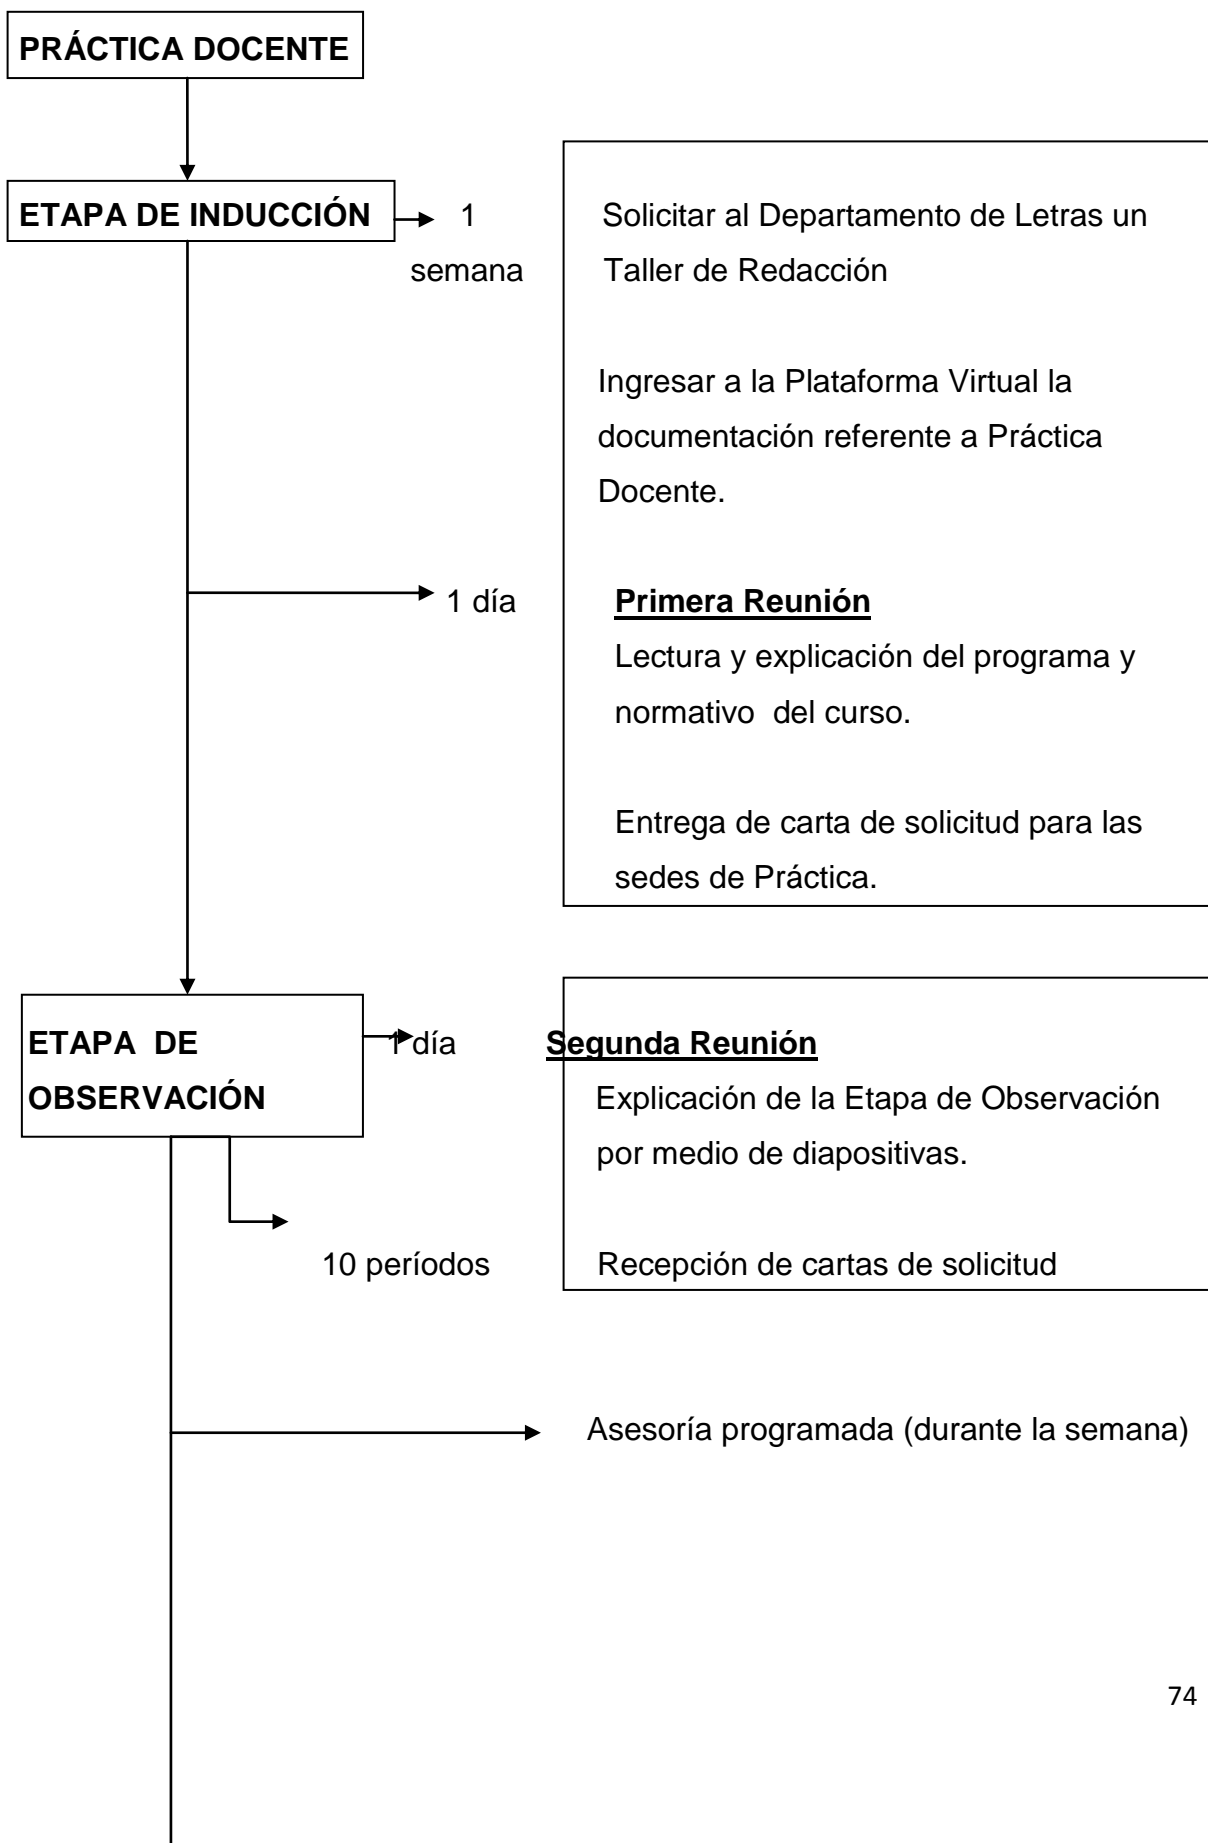 PRÁCTICA DOCENTE
ETAPA DE INDUCCIÓN
1
semana
Solicitar al Departamento de Letras un
Taller de Redacción
Ingresar a la Plataforma Virtual la
documentación referente a Práctica
Docente.
1 día
Primera Reunión
Lectura y explicación del programa y
normativo del curso.
Entrega de carta de solicitud para las
sedes de Práctica.
ETAPA DE
OBSERVACIÓN
1 día
Segunda Reunión
Explicación de la Etapa de Observación
por medio de diapositivas.
10 períodos
Recepción de cartas de solicitud
Asesoría programada (durante la semana)
74